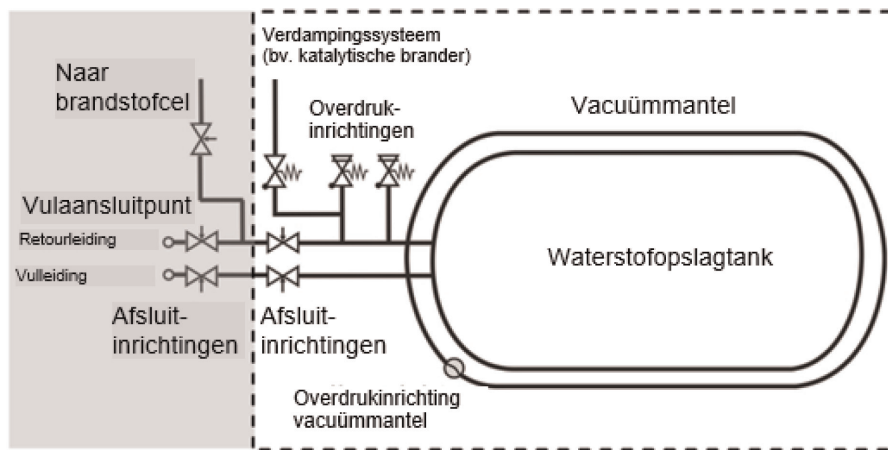 Verdampingssysteem
(bv. katalytische brander)
Naar
brandstofcel
Overdruk-
inrichtingen
Vacuümmantel
Vulaansluitpunt
Retourleiding
Vulleiding
Waterstofopslagtank
Afsluit-
inrichtingen
Afsluit-
inrichtingen
Overdrukinrichting
vacuümmantel